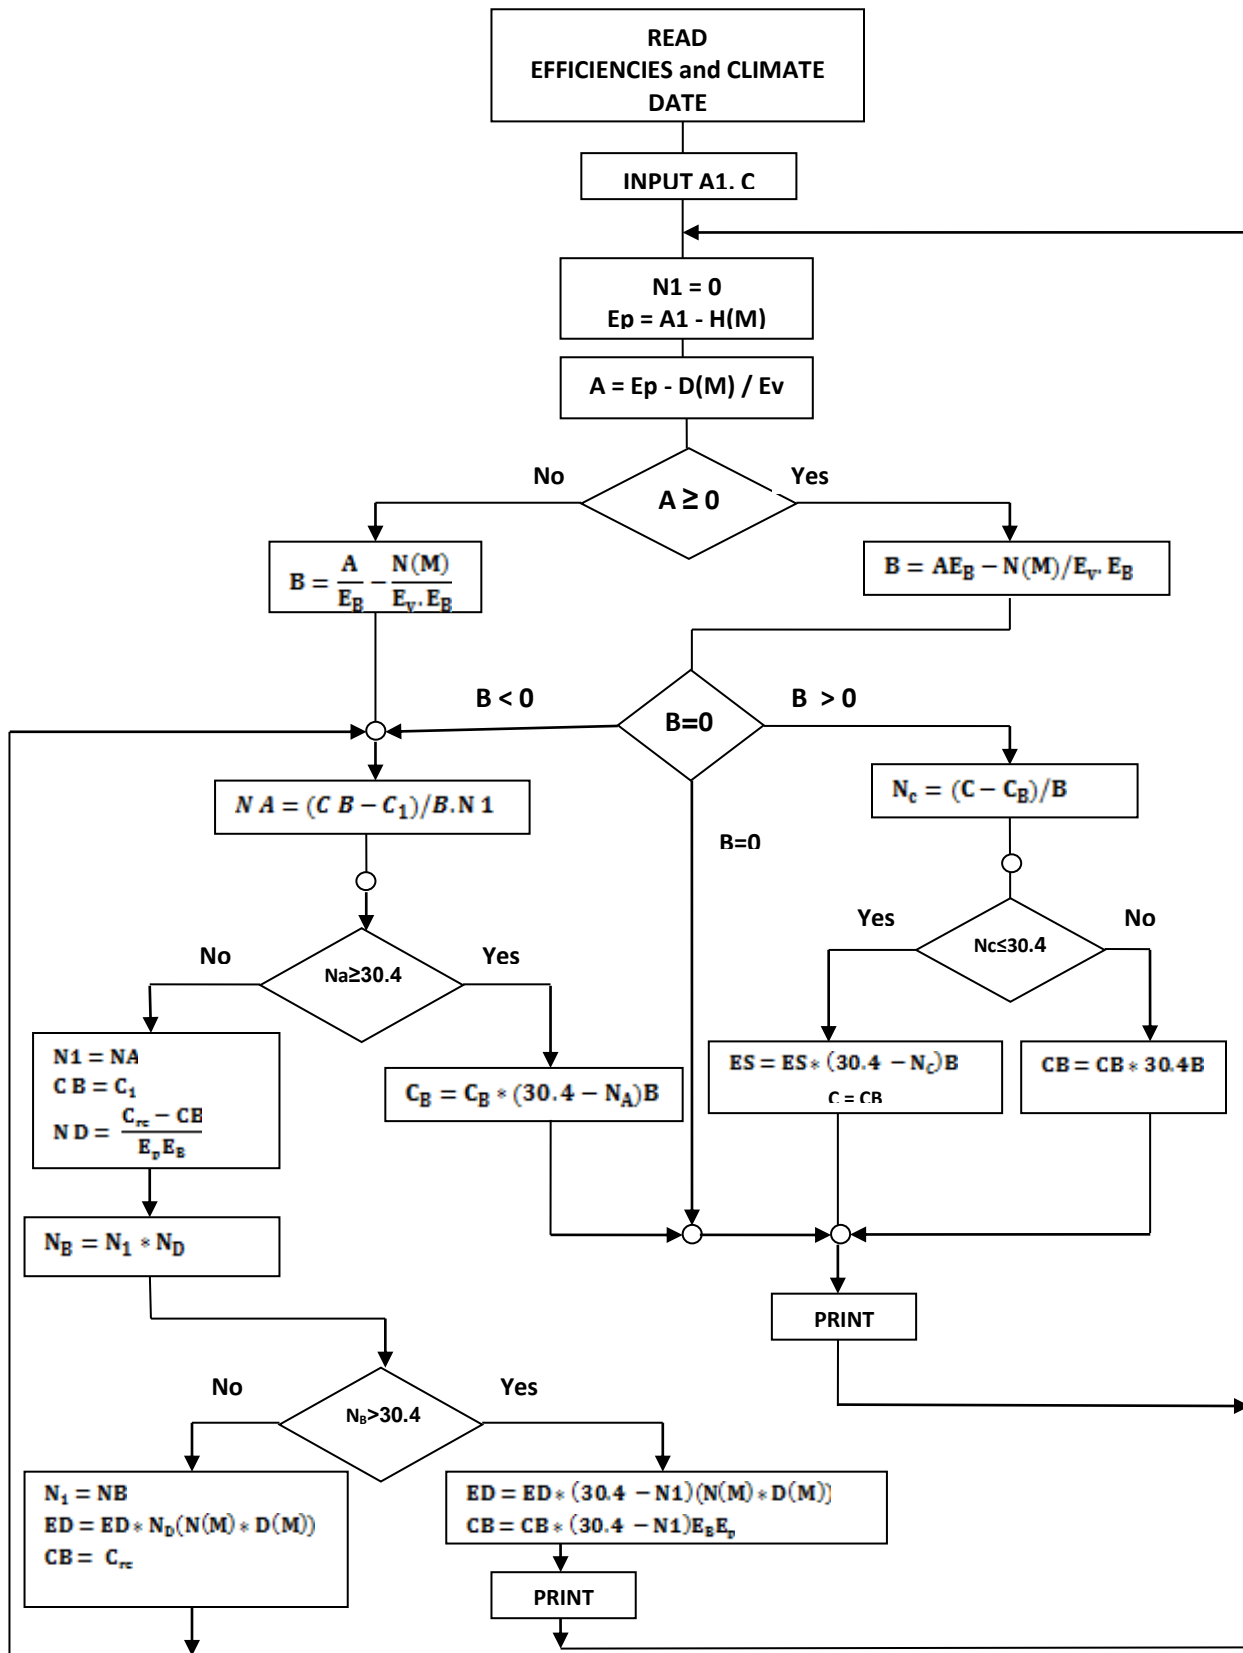 READ
EFFICIENCIES and CLIMATE
DATE
INPUT A1. C
N1 = 0
Ep = A1 - H(M)
A = Ep - D(M) / Ev
No
Yes
A ≥ 0
B = A/E_B − N(M)/E_v.E_B
B = AE_B − N(M)/E_v.E_B
B < 0
B > 0
B=0
N A = (C B − C_1)/B.N 1
N_c = (C − C_B)/B
B=0
No
Yes
Na≥30.4
Yes
No
Nc≤30.4
N1 = NA
C B = C_1
N D = (C_rc − CB)/(E_p E_B)
C_B = C_B * (30.4 − N_A)B
ES = ES * (30.4 − N_C)B
C = CB
CB = CB * 30.4B
N_B = N_1 * N_D
PRINT
No
Yes
N_B>30.4
N_1 = NB
ED = ED * N_D(N(M) * D(M))
CB = C_rc
ED = ED * (30.4 − N1)(N(M) * D(M))
CB = CB * (30.4 − N1)E_B E_p
PRINT